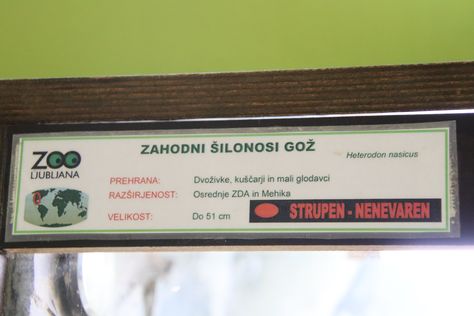 ZOO
LJUBLJANA
ZAHODNI ŠILONOSI GOŽ
Heterodon nasicus
PREHRANA: Dvoživke, kuščarji in mali glodavci
RAZŠIRJENOST: Osrednje ZDA in Mehika
VELIKOST: Do 51 cm
STRUPEN - NENEVAREN